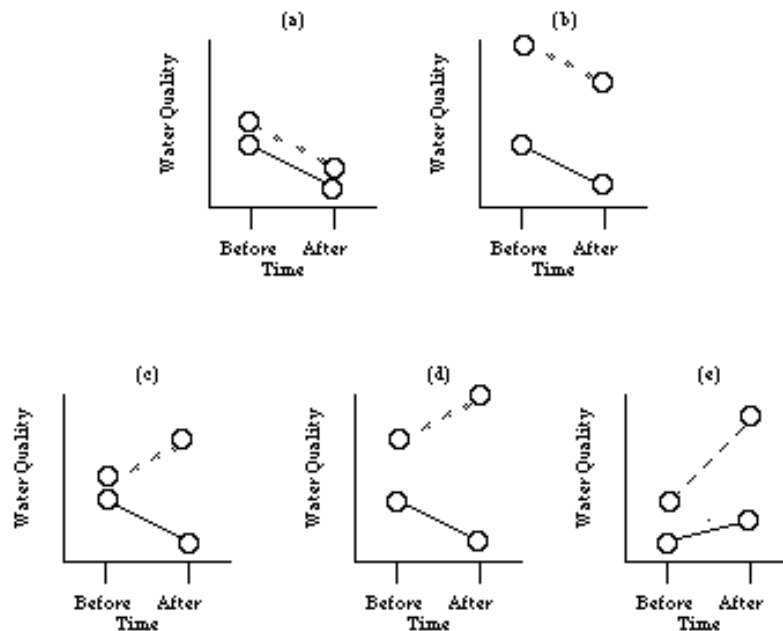 (a)
Water Quality
Before After
Time
(b)
Water Quality
Before After
Time
(c)
Water Quality
Before After
Time
(d)
Water Quality
Before After
Time
(e)
Water Quality
Before After
Time